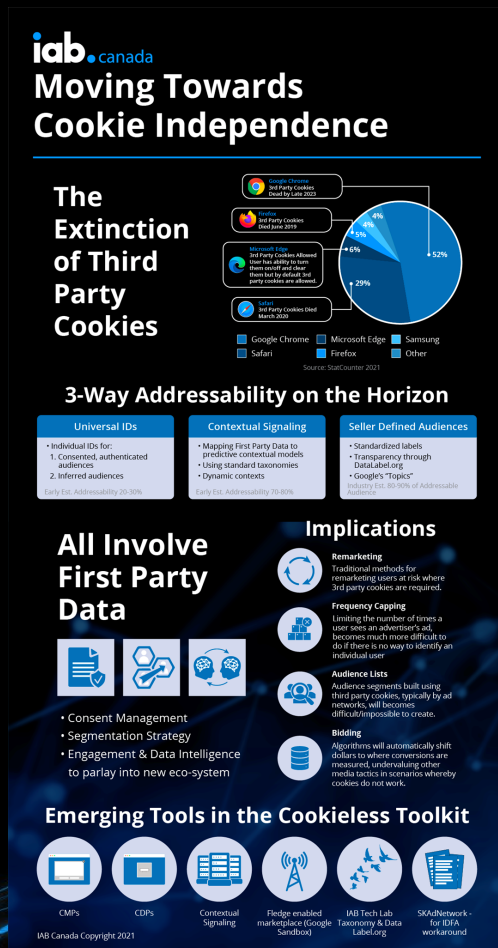 iab.canada
Moving Towards
Cookie Independence
The
Extinction
of Third
Party
Cookies
Google Chrome
3rd Party Cookies
Dead by Late 2023
Firefox
3rd Party Cookies
Died June 2019
Microsoft Edge
3rd Party Cookies Allowed
User has ability to turn
them on/off and clear
them but by default 3rd
party cookies are allowed.
Safari
3rd Party Cookies Died
March 2020
4%
4%
5%
6%
52%
29%
Google Chrome
Microsoft Edge
Samsung
Safari
Firefox
Other
Source: StatCounter 2021
3-Way Addressability on the Horizon
Universal IDs
• Individual IDs for:
1. Consented, authenticated
audiences
2. Inferred audiences
Early Est. Addressability 20-30%
Contextual Signaling
• Mapping First Party Data to
predictive contextual models
• Using standard taxonomies
• Dynamic contexts
Early Est. Addressability 70-80%
Seller Defined Audiences
• Standardized labels
• Transparency through
DataLabel.org
• Google's "Topics"
Industry Est. 80-90% of Addressable
Audience
All Involve
First Party
Data
• Consent Management
• Segmentation Strategy
• Engagement & Data Intelligence
to parlay into new eco-system
Implications
Remarketing
Traditional methods for
remarketing users at risk where
3rd party cookies are required.
Frequency Capping
Limiting the number of times a
user sees an advertiser's ad,
becomes much more difficult to
do if there is no way to identify an
individual user
Audience Lists
Audience segments built using
third party cookies, typically by ad
networks, will becomes
difficult/impossible to create.
Bidding
Algorithms will automatically shift
dollars to where conversions are
measured, undervaluing other
media tactics in scenarios whereby
cookies do not work.
Emerging Tools in the Cookieless Toolkit
CMPs
CDPs
Contextual
Signaling
Fledge enabled
marketplace (Google
Sandbox)
IAB Tech Lab
Taxonomy & Data
Label.org
SKAdNetwork -
for IDFA
workaround
IAB Canada Copyright 2021